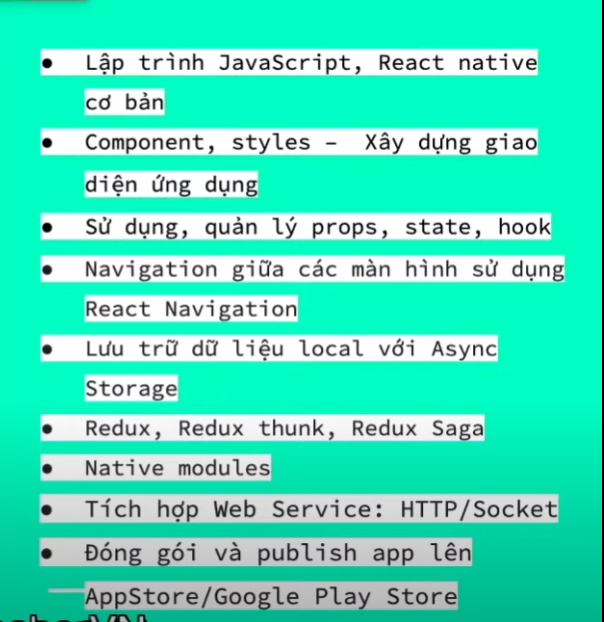 ● Lập trình JavaScript, React native
cơ bản
● Component, styles – Xây dựng giao
diện ứng dụng
● Sử dụng, quản lý props, state, hook
● Navigation giữa các màn hình sử dụng
React Navigation
● Lưu trữ dữ liệu local với Async
Storage
● Redux, Redux thunk, Redux Saga
● Native modules
● Tích hợp Web Service: HTTP/Socket
● Đóng gói và publish app lên
AppStore/Google Play Store